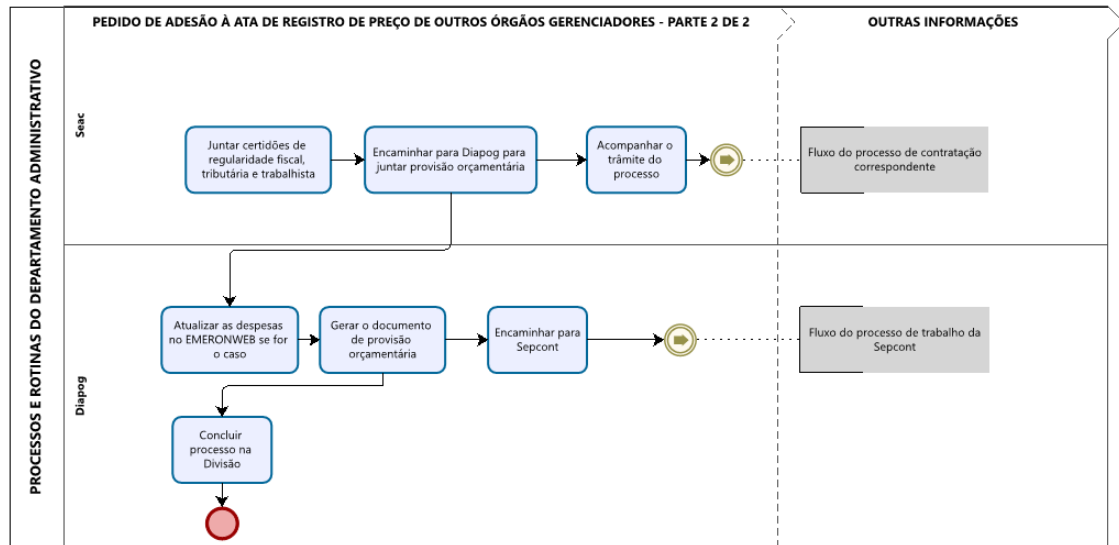 PEDIDO DE ADESÃO À ATA DE REGISTRO DE PREÇO DE OUTROS ÓRGÃOS GERENCIADORES - PARTE 2 DE 2
OUTRAS INFORMAÇÕES
PROCESSOS E ROTINAS DO DEPARTAMENTO ADMINISTRATIVO
Seac
Juntar certidões de
regularidade fiscal,
tributária e trabalhista
Encaminhar para Diapog para
juntar provisão orçamentária
Acompanhar o
trâmite do
processo
Fluxo do processo de contratação
correspondente
Diapog
Atualizar as despesas
no EMERONWEB se for
o caso
Gerar o documento
de provisão
orçamentária
Encaminhar para
Sepcont
Fluxo do processo de trabalho da
Sepcont
Concluir
processo na
Divisão